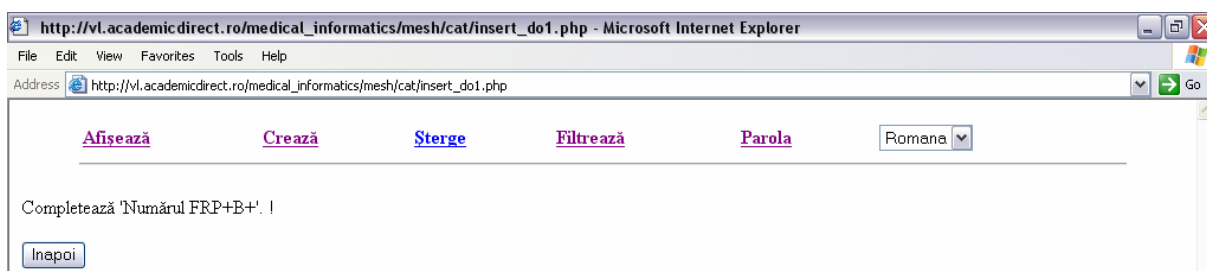 http://vl.academicdirect.ro/medical_informatics/mesh/cat/insert_do1.php - Microsoft Internet Explorer
File Edit View Favorites Tools Help
Address http://vl.academicdirect.ro/medical_informatics/mesh/cat/insert_do1.php Go
Afișează Crează Șterge Filtrează Parola Romana
Completează 'Numărul FRP+B+'. !
Inapoi